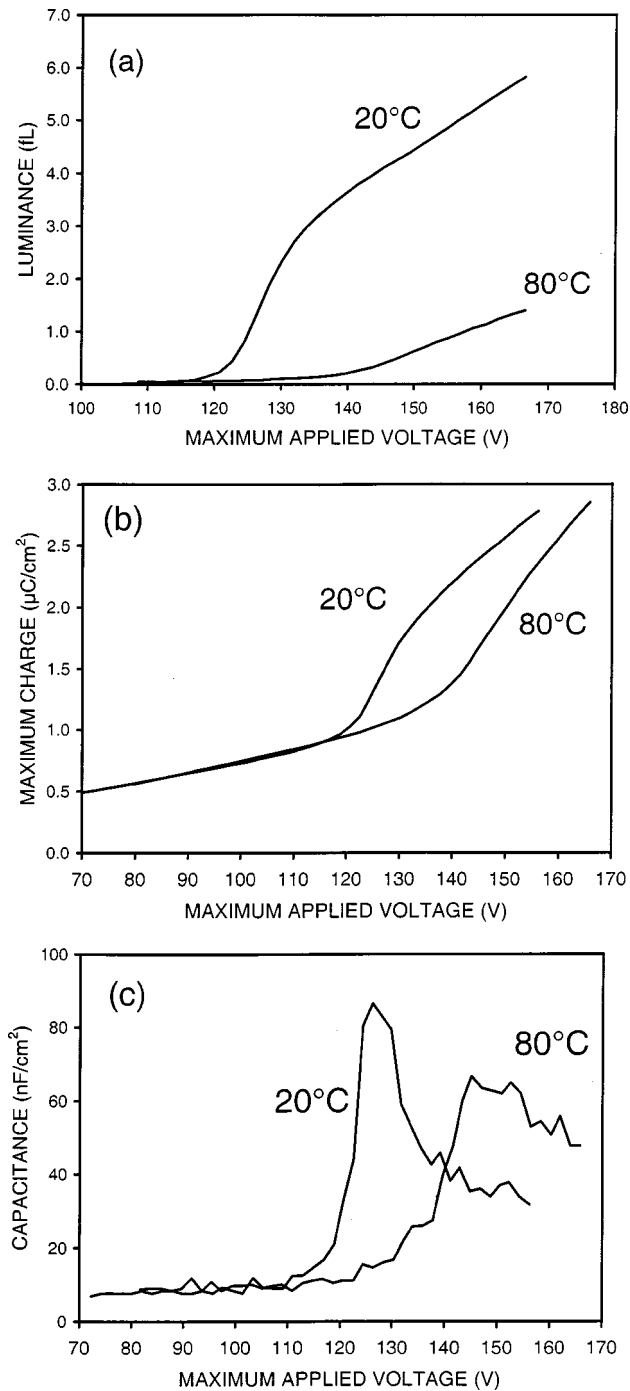 (a)
7.0
6.0
5.0
4.0
3.0
2.0
1.0
0.0
LUMINANCE (fL)
20°C
80°C
100 110 120 130 140 150 160 170 180
MAXIMUM APPLIED VOLTAGE (V)
(b)
3.0
2.5
2.0
1.5
1.0
0.5
0.0
MAXIMUM CHARGE (µC/cm²)
20°C
80°C
70 80 90 100 110 120 130 140 150 160 170
MAXIMUM APPLIED VOLTAGE (V)
(c)
100
80
60
40
20
0
CAPACITANCE (nF/cm²)
80°C
20°C
70 80 90 100 110 120 130 140 150 160 170
MAXIMUM APPLIED VOLTAGE (V)